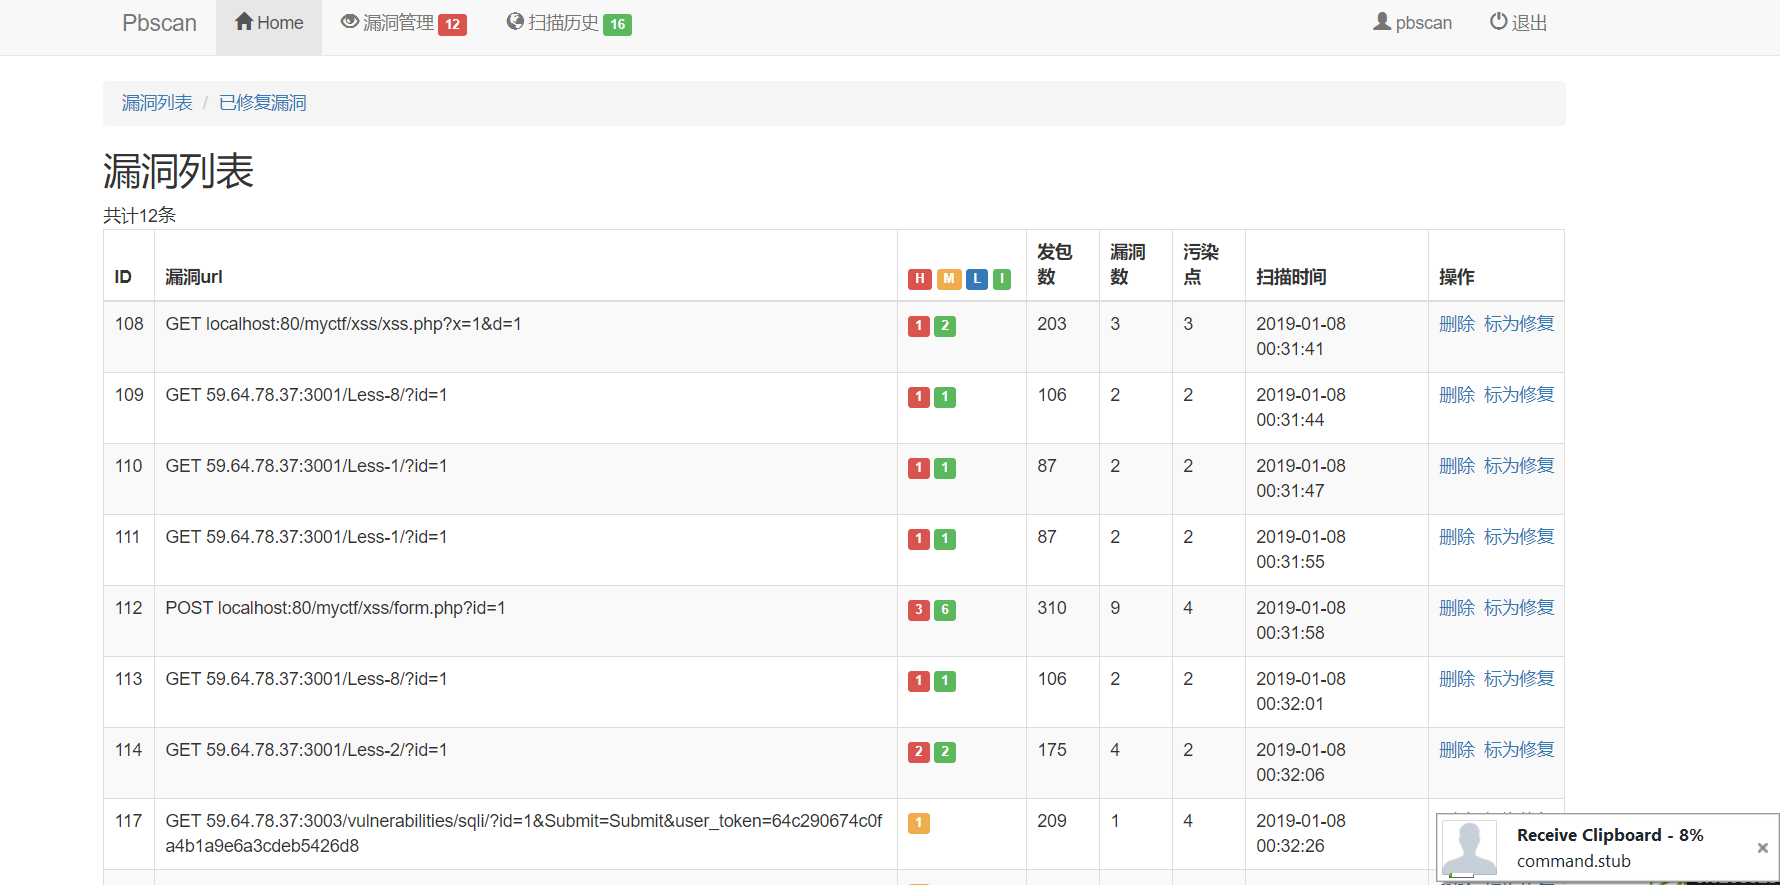 Pbscan Home 漏洞管理 12 扫描历史 16 pbscan 退出
漏洞列表 / 已修复漏洞
漏洞列表
共计12条
ID 漏洞url H M L I 发包数 漏洞数 污染点 扫描时间 操作
108 GET localhost:80/myctf/xss/xss.php?x=1&d=1 1 2 203 3 3 2019-01-08 删除 标为修复
00:31:41
109 GET 59.64.78.37:3001/Less-8/?id=1 1 1 106 2 2 2019-01-08 删除 标为修复
00:31:44
110 GET 59.64.78.37:3001/Less-1/?id=1 1 1 87 2 2 2019-01-08 删除 标为修复
00:31:47
111 GET 59.64.78.37:3001/Less-1/?id=1 1 1 87 2 2 2019-01-08 删除 标为修复
00:31:55
112 POST localhost:80/myctf/xss/form.php?id=1 3 6 310 9 4 2019-01-08 删除 标为修复
00:31:58
113 GET 59.64.78.37:3001/Less-8/?id=1 1 1 106 2 2 2019-01-08 删除 标为修复
00:32:01
114 GET 59.64.78.37:3001/Less-2/?id=1 2 2 175 4 2 2019-01-08 删除 标为修复
00:32:06
117 GET 59.64.78.37:3003/vulnerabilities/sqli/?id=1&Submit=Submit&user_token=64c290674c0f 1 209 1 4 2019-01-08
a4b1a9e6a3cdeb5426d8 00:32:26
Receive Clipboard - 8%
command.stub